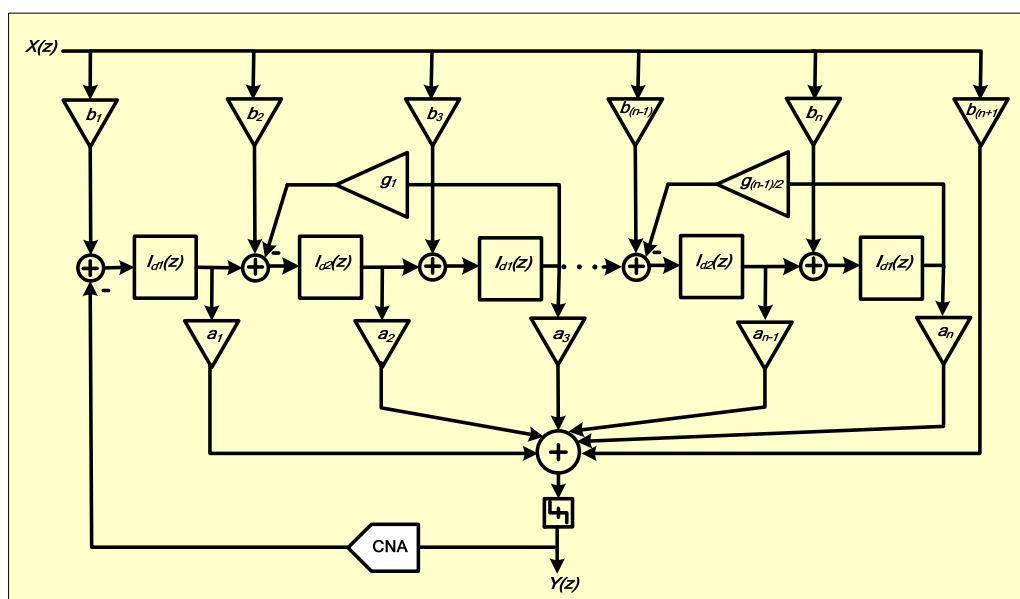 X(z)
b1 b2 b3 b(n-1) bn b(n+1
g1 g(n-1)/2
+ - Id1(z) + - Id2(z) + Id1(z) . . . + - Id2(z) + Id1(z)
a1 a2 a3 an-1 an
+
CNA
Y(z)